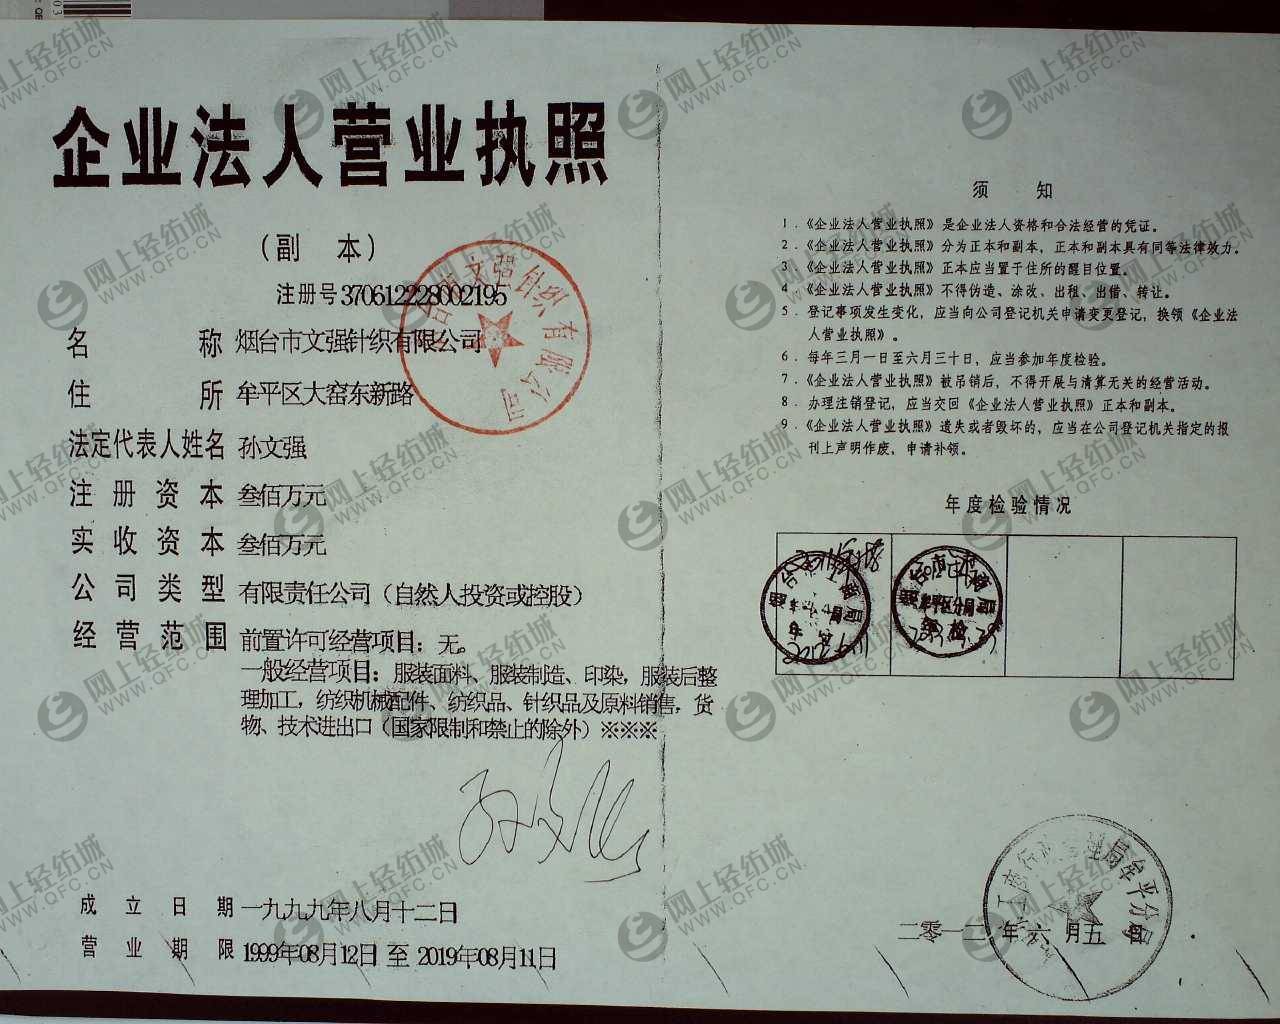 企业法人营业执照
（副 本）
注册号370612228002195
名称 烟台市文强针织有限公司
住所 牟平区大窑东新路
法定代表人姓名 孙文强
注册资本 叁佰万元
实收资本 叁佰万元
公司类型 有限责任公司（自然人投资或控股）
经营范围 前置许可经营项目：无。
一般经营项目：服装面料、服装制造、印染，服装后整
理加工，纺织机械配件、纺织品、针织品及原料销售，货
物、技术进出口（国家限制和禁止的除外）※※※
成立日期 一九九九年八月十二日
营业期限 1999年08月12日 至 2019年08月11日
须 知
1．《企业法人营业执照》是企业法人资格和合法经营的凭证。
2．《企业法人营业执照》分为正本和副本，正本和副本具有同等法律效力。
3．《企业法人营业执照》正本应当置于住所的醒目位置。
4．《企业法人营业执照》不得伪造、涂改、出租、出借、转让。
5．登记事项发生变化，应当向公司登记机关申请变更登记，换领《企业法
人营业执照》。
6．每年三月一日至六月三十日，应当参加年度检验。
7．《企业法人营业执照》被吊销后，不得开展与清算无关的经营活动。
8．办理注销登记，应当交回《企业法人营业执照》正本和副本。
9．《企业法人营业执照》遗失或者毁坏的，应当在公司登记机关指定的报
刊上声明作废，申请补领。
年度检验情况
牟平区分局
年检
二零一二年六月五
文强针织有限公司
局牟平分局
网上轻纺城
WWW.QFC.CN